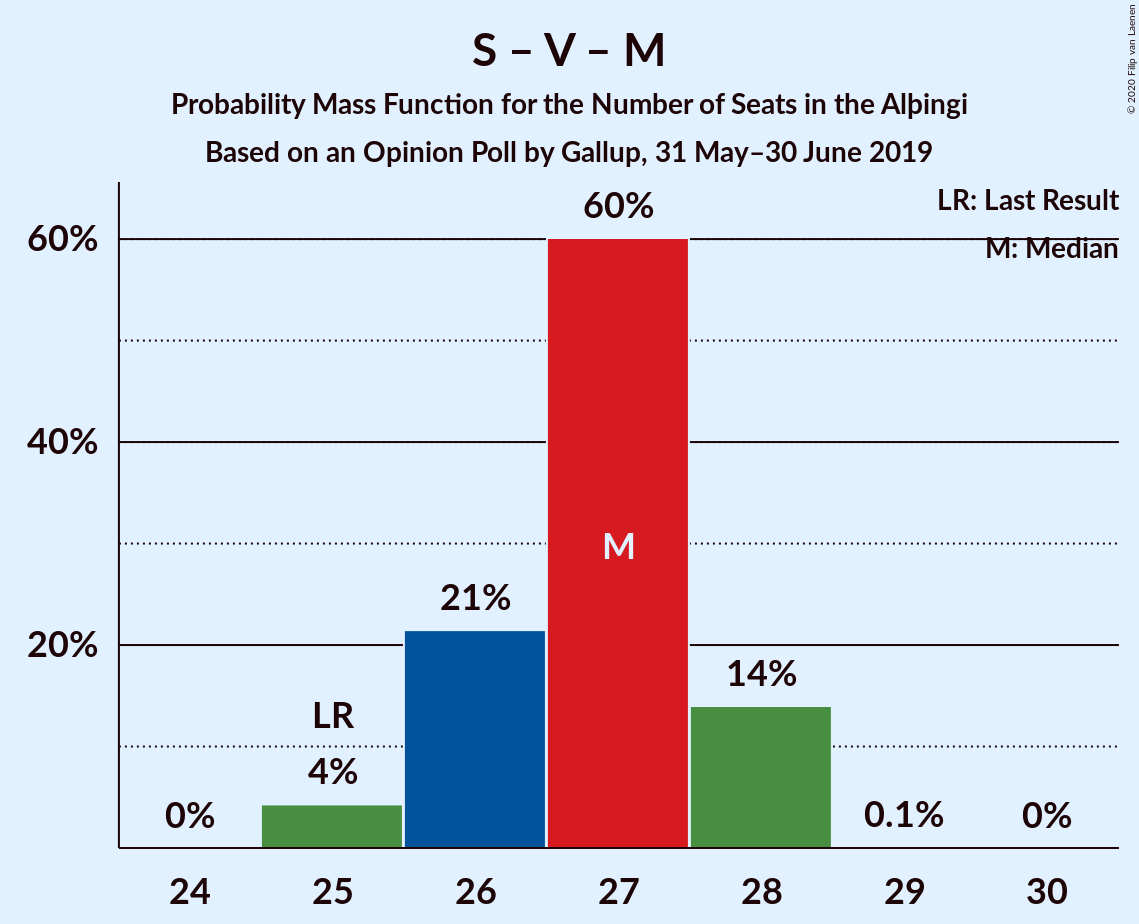 S – V – M
Probability Mass Function for the Number of Seats in the Alþingi
Based on an Opinion Poll by Gallup, 31 May–30 June 2019
© 2020 Filip van Laenen
LR: Last Result
M: Median
60%
40%
20%
0%
LR
4%
21%
60%
M
14%
0.1%
0%
24 25 26 27 28 29 30